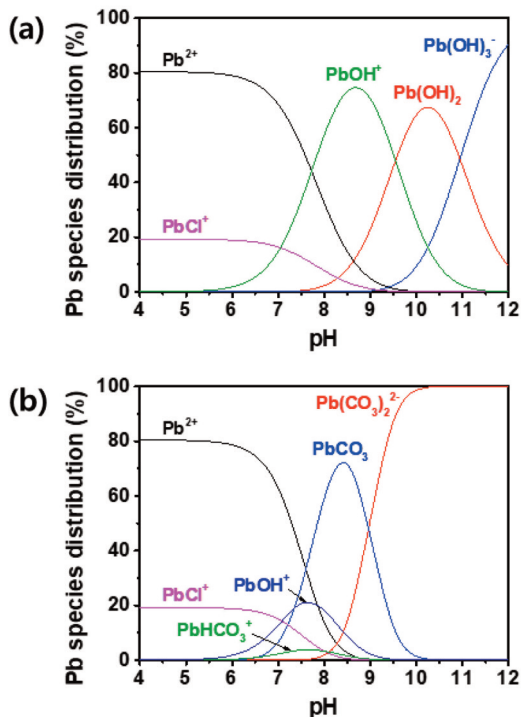 (a)
Pb species distribution (%)
100
80
60
40
20
0
Pb²⁺
PbCl⁺
PbOH⁺
Pb(OH)₂
Pb(OH)₃⁻
4 5 6 7 8 9 10 11 12
pH
(b)
Pb species distribution (%)
100
80
60
40
20
0
Pb²⁺
PbCl⁺
PbOH⁺
PbHCO₃⁺
PbCO₃
Pb(CO₃)₂²⁻
4 5 6 7 8 9 10 11 12
pH